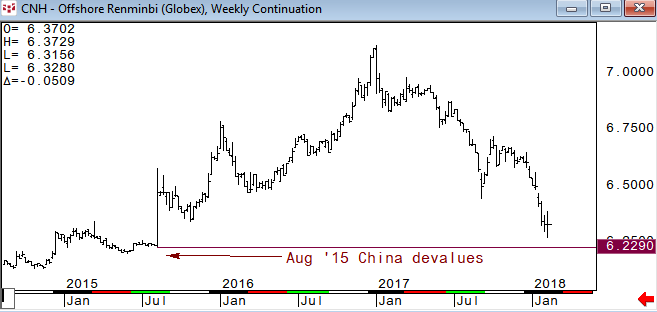 CNH - Offshore Renminbi (Globex), Weekly Continuation
O= 6.3702
H= 6.3729
L= 6.3156
L= 6.3280
Δ=-0.0509
7.0000
6.7500
6.5000
6.2290
Aug '15 China devalues
2015 2016 2017 2018
Jan Jul Jan Jul Jan Jul Jan